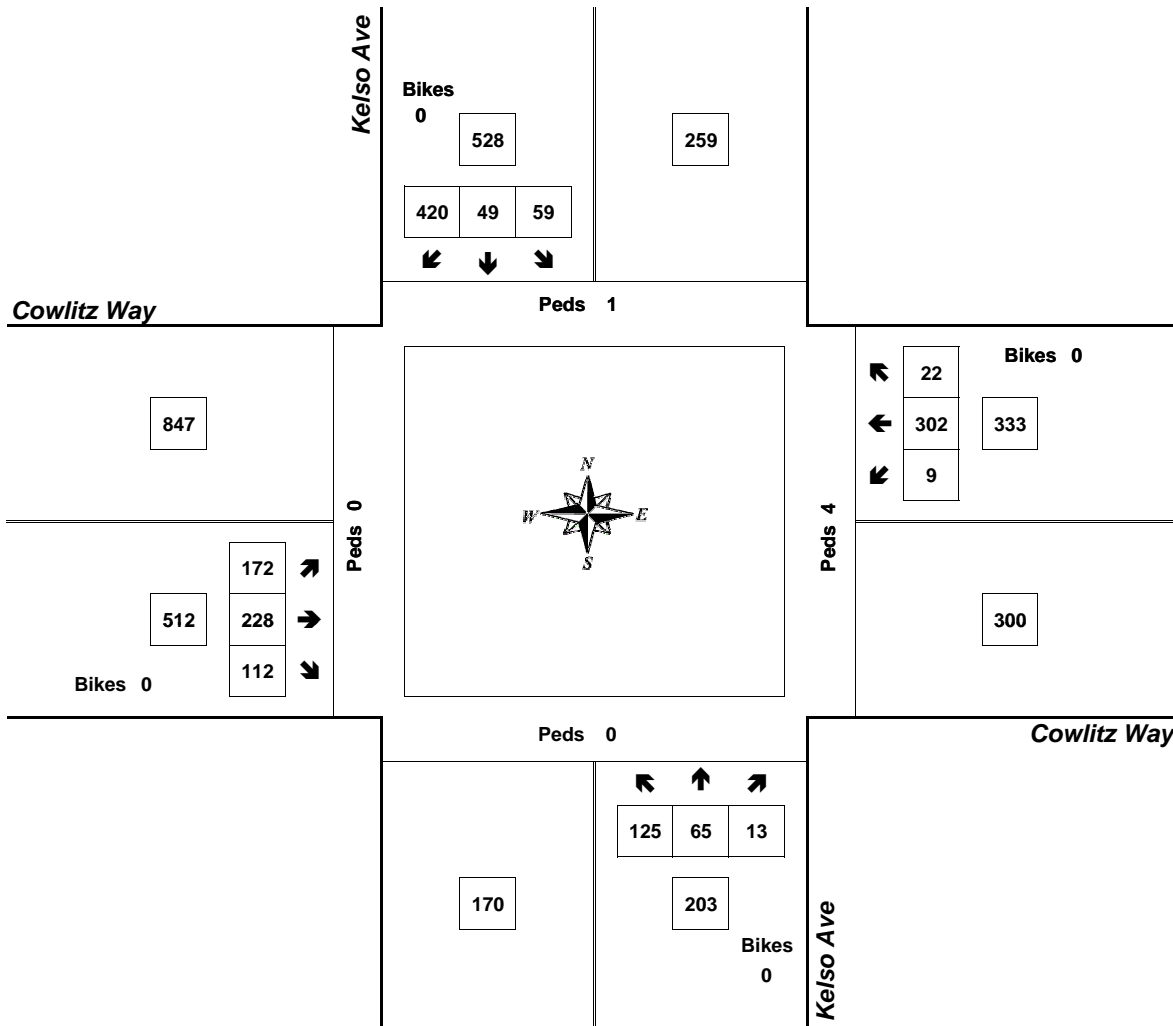 Kelso Ave
Bikes
0
528
259
420 49 59
Peds 1
Cowlitz Way
Bikes 0
22
302
9
333
847
N
W E
S
Peds 0
Peds 4
172
228
112
512
300
Bikes 0
Peds 0
Cowlitz Way
125 65 13
170
203
Bikes
0
Kelso Ave